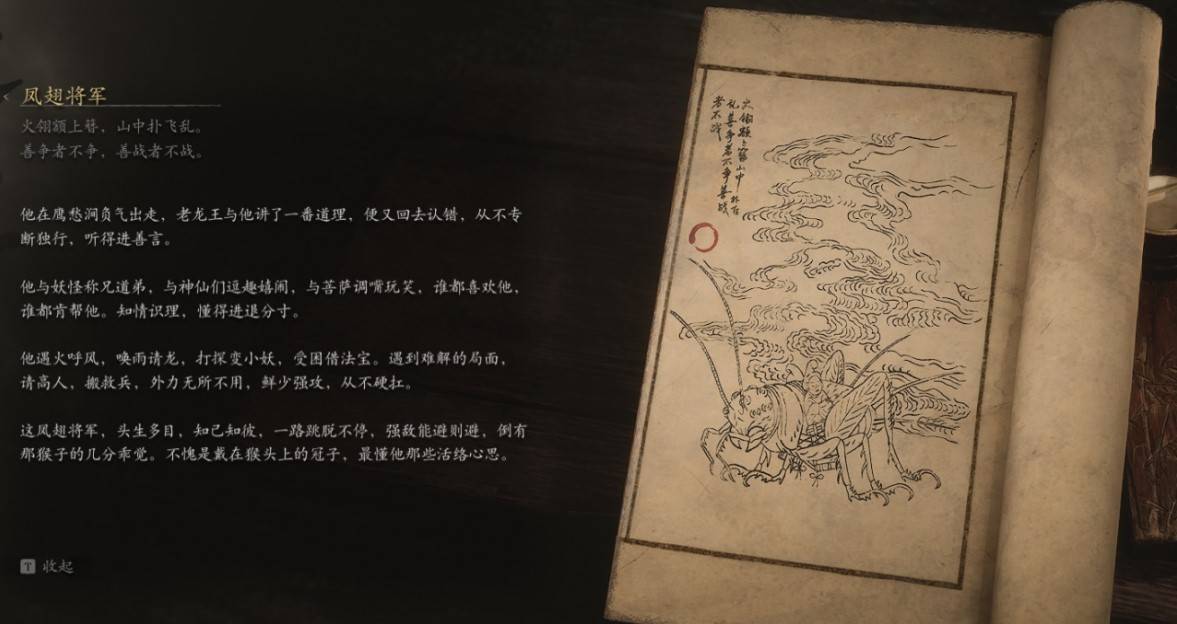 凤翅将军
火翎额上簪，山中扑飞乱。
善争者不争，善战者不战。
他在鹰愁涧负气出走，老龙王与他讲了一番道理，便又回去认错，从不专
断独行，听得进善言。
他与妖怪称兄道弟，与神仙们逗趣嬉闹，与菩萨调嘴玩笑，谁都喜欢他，
谁都肯帮他。知情识理，懂得进退分寸。
他遇火呼风，唤雨请龙，打探变小妖，受困借法宝。遇到难解的局面，
请高人，搬救兵，外力无所不用，鲜少强攻，从不硬扛。
这凤翅将军，头生多目，知己知彼，一路跳脱不停，强敌能避则避，倒有
那猴子的几分乖觉。不愧是戴在猴头上的冠子，最懂他那些活络心思。
T 收起
火翎额上簪山中
乱善争者不争善战
者不战